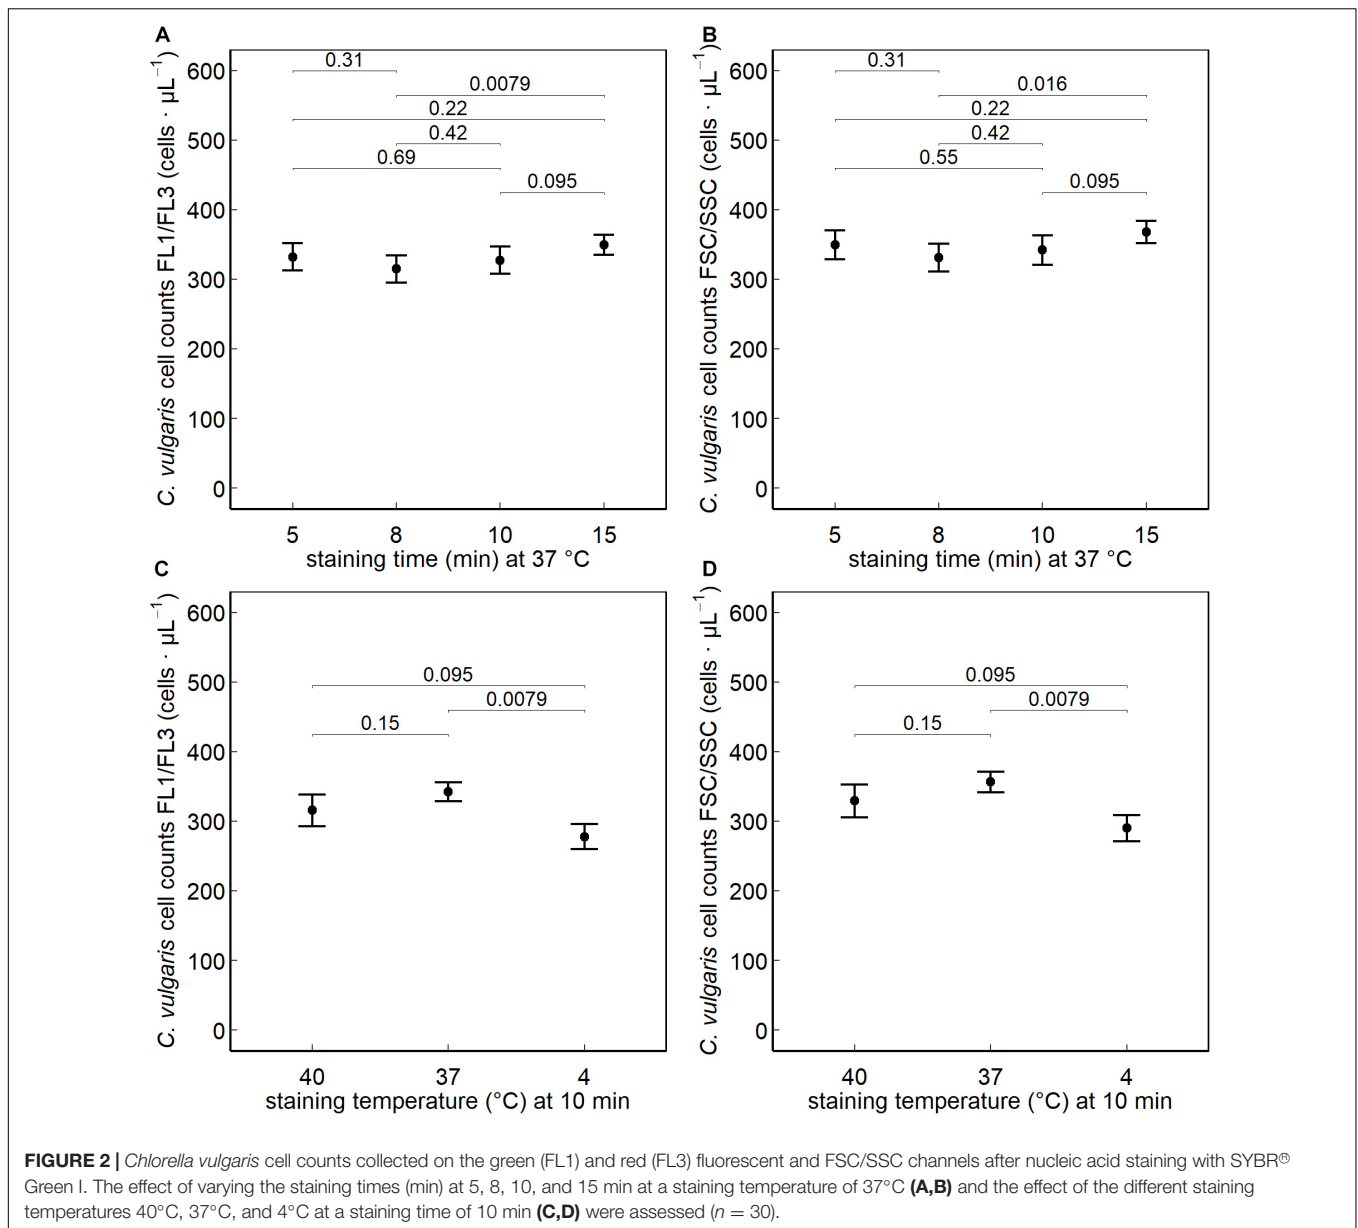 A
C. vulgaris cell counts FL1/FL3 (cells · µL⁻¹)
600
500
400
300
200
100
0
0.31
0.0079
0.22
0.42
0.69
0.095
5 8 10 15
staining time (min) at 37 °C
B
C. vulgaris cell counts FSC/SSC (cells · µL⁻¹)
600
500
400
300
200
100
0
0.31
0.016
0.22
0.42
0.55
0.095
5 8 10 15
staining time (min) at 37 °C
C
C. vulgaris cell counts FL1/FL3 (cells · µL⁻¹)
600
500
400
300
200
100
0
0.095
0.0079
0.15
40 37 4
staining temperature (°C) at 10 min
D
C. vulgaris cell counts FSC/SSC (cells · µL⁻¹)
600
500
400
300
200
100
0
0.095
0.0079
0.15
40 37 4
staining temperature (°C) at 10 min
FIGURE 2 | Chlorella vulgaris cell counts collected on the green (FL1) and red (FL3) fluorescent and FSC/SSC channels after nucleic acid staining with SYBR®
Green I. The effect of varying the staining times (min) at 5, 8, 10, and 15 min at a staining temperature of 37°C (A,B) and the effect of the different staining
temperatures 40°C, 37°C, and 4°C at a staining time of 10 min (C,D) were assessed (n = 30).